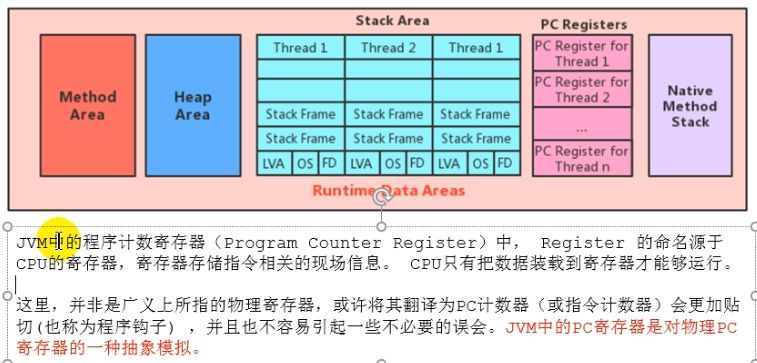 Stack Area
PC Registers
Method
Area
Heap
Area
Thread 1
Thread 2
Thread 1
Stack Frame
Stack Frame
Stack Frame
Stack Frame
Stack Frame
Stack Frame
LVA
OS
FD
LVA
OS
FD
LVA
OS
FD
PC Register for
Thread 1
PC Register for
Thread 2
...
PC Register for
Thread n
Native
Method
Stack
Runtime Data Areas
JVM中的程序计数寄存器（Program Counter Register）中， Register 的命名源于
CPU的寄存器，寄存器存储指令相关的现场信息。 CPU只有把数据装载到寄存器才能够运行。
这里，并非是广义上所指的物理寄存器，或许将其翻译为PC计数器（或指令计数器）会更加贴
切(也称为程序钩子) ，并且也不容易引起一些不必要的误会。JVM中的PC寄存器是对物理PC
寄存器的一种抽象模拟。